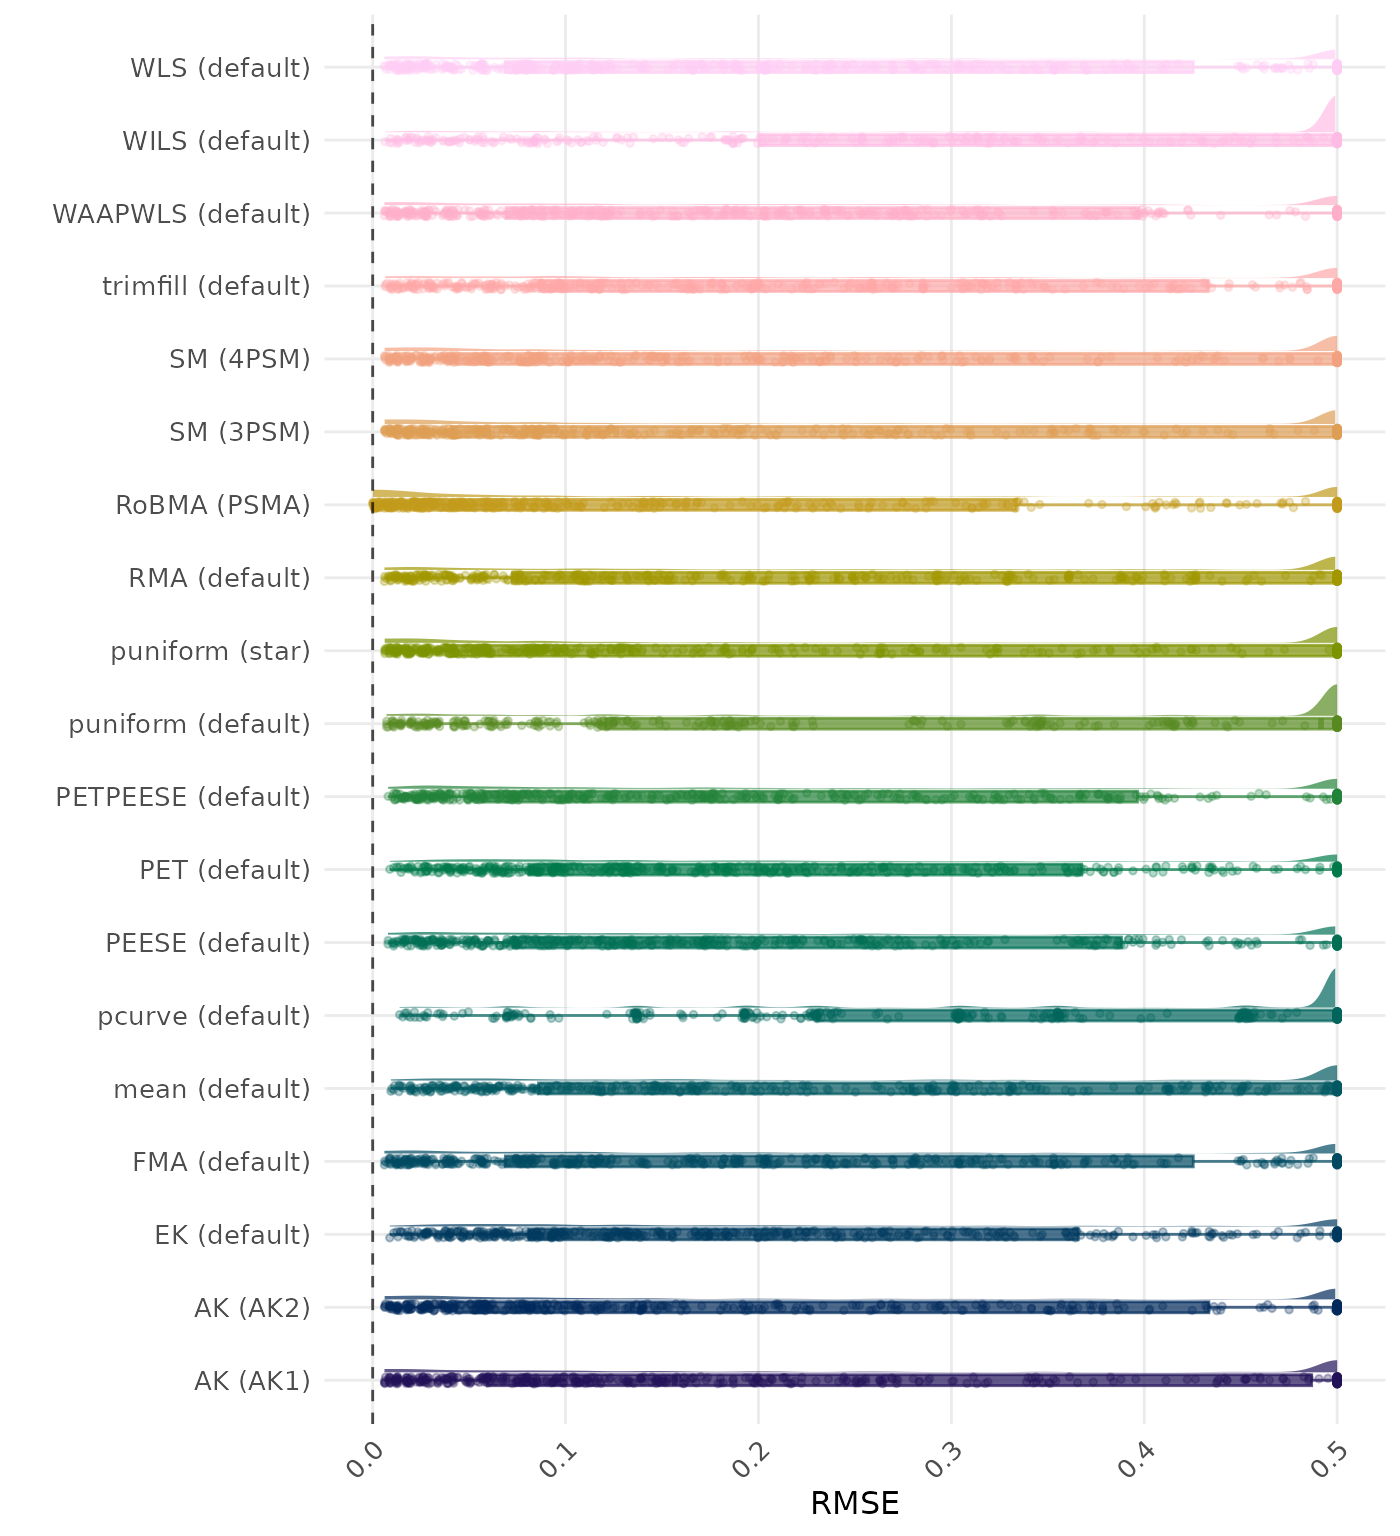 WLS (default)
WILS (default)
WAAPWLS (default)
trimfill (default)
SM (4PSM)
SM (3PSM)
RoBMA (PSMA)
RMA (default)
puniform (star)
puniform (default)
PETPEESE (default)
PET (default)
PEESE (default)
pcurve (default)
mean (default)
FMA (default)
EK (default)
AK (AK2)
AK (AK1)
0.0 0.1 0.2 0.3 0.4 0.5
RMSE